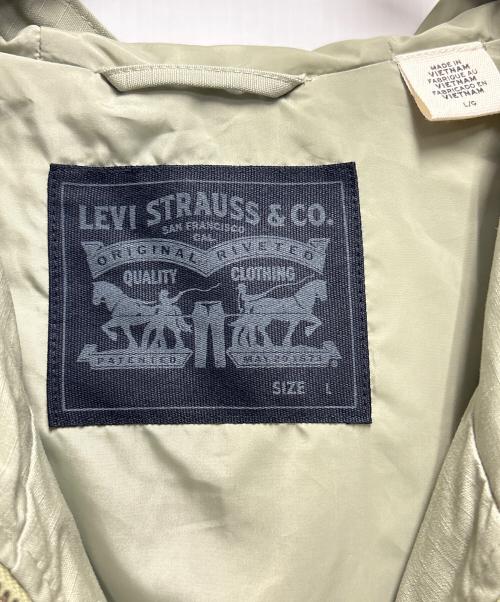 MADE IN
VIETNAM
FABRIQUE AU
VIETNAM
FABRICADO EN
VIETNAM
L/G
LEVI STRAUSS & CO.
SAN FRANCISCO
CAL.
ORIGINAL RIVETED
QUALITY CLOTHING
PATENTED MAY 20 1873
SIZE L